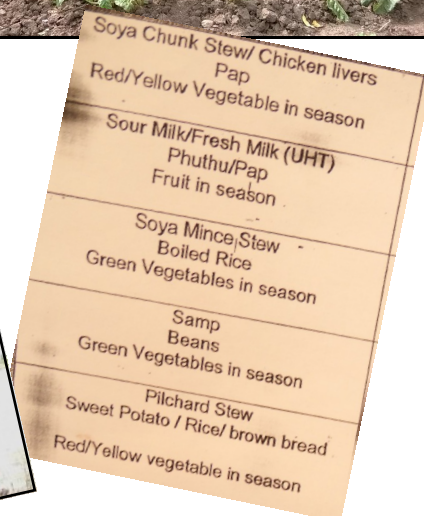 Soya Chunk Stew/ Chicken livers
Pap
Red/Yellow Vegetable in season
Sour Milk/Fresh Milk (UHT)
Phuthu/Pap
Fruit in season
Soya Mince Stew
Boiled Rice
Green Vegetables in season
Samp
Beans
Green Vegetables in season
Pilchard Stew
Sweet Potato / Rice/ brown bread
Red/Yellow vegetable in season